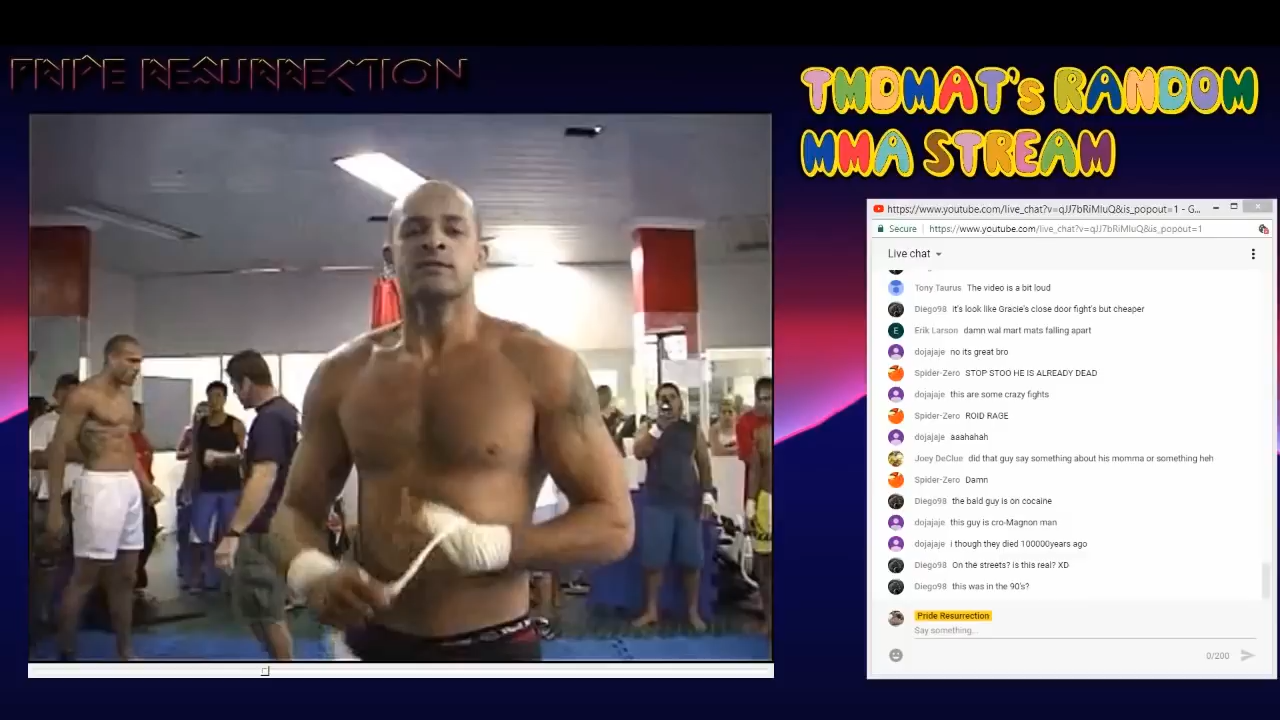 PRIDE RESURRECTION
TMDMAT's RANDOM
MMA STREAM
https://www.youtube.com/live_chat?v=qJJ7bRiMIuQ&is_popout=1 - G...
Secure
https://www.youtube.com/live_chat?v=qJJ7bRiMIuQ&is_popout=1
Live chat
Tony Taurus The video is a bit loud
Diego98 It's look like Gracie's close door fight's but cheaper
Erik Larson damn wal mart mats falling apart
dojajaje no its great bro
Spider-Zero STOP STOO HE IS ALREADY DEAD
dojajaje this are some crazy fights
Spider-Zero ROID RAGE
dojajaje aaahahah
Joey DeClue did that guy say something about his momma or something heh
Spider-Zero Damn
Diego98 the bald guy is on cocaine
dojajaje this guy is cro-Magnon man
dojajaje i though they died 100000years ago
Diego98 On the streets? is this real? XD
Diego98 this was in the 90's?
Pride Resurrection
Say something...
0/200